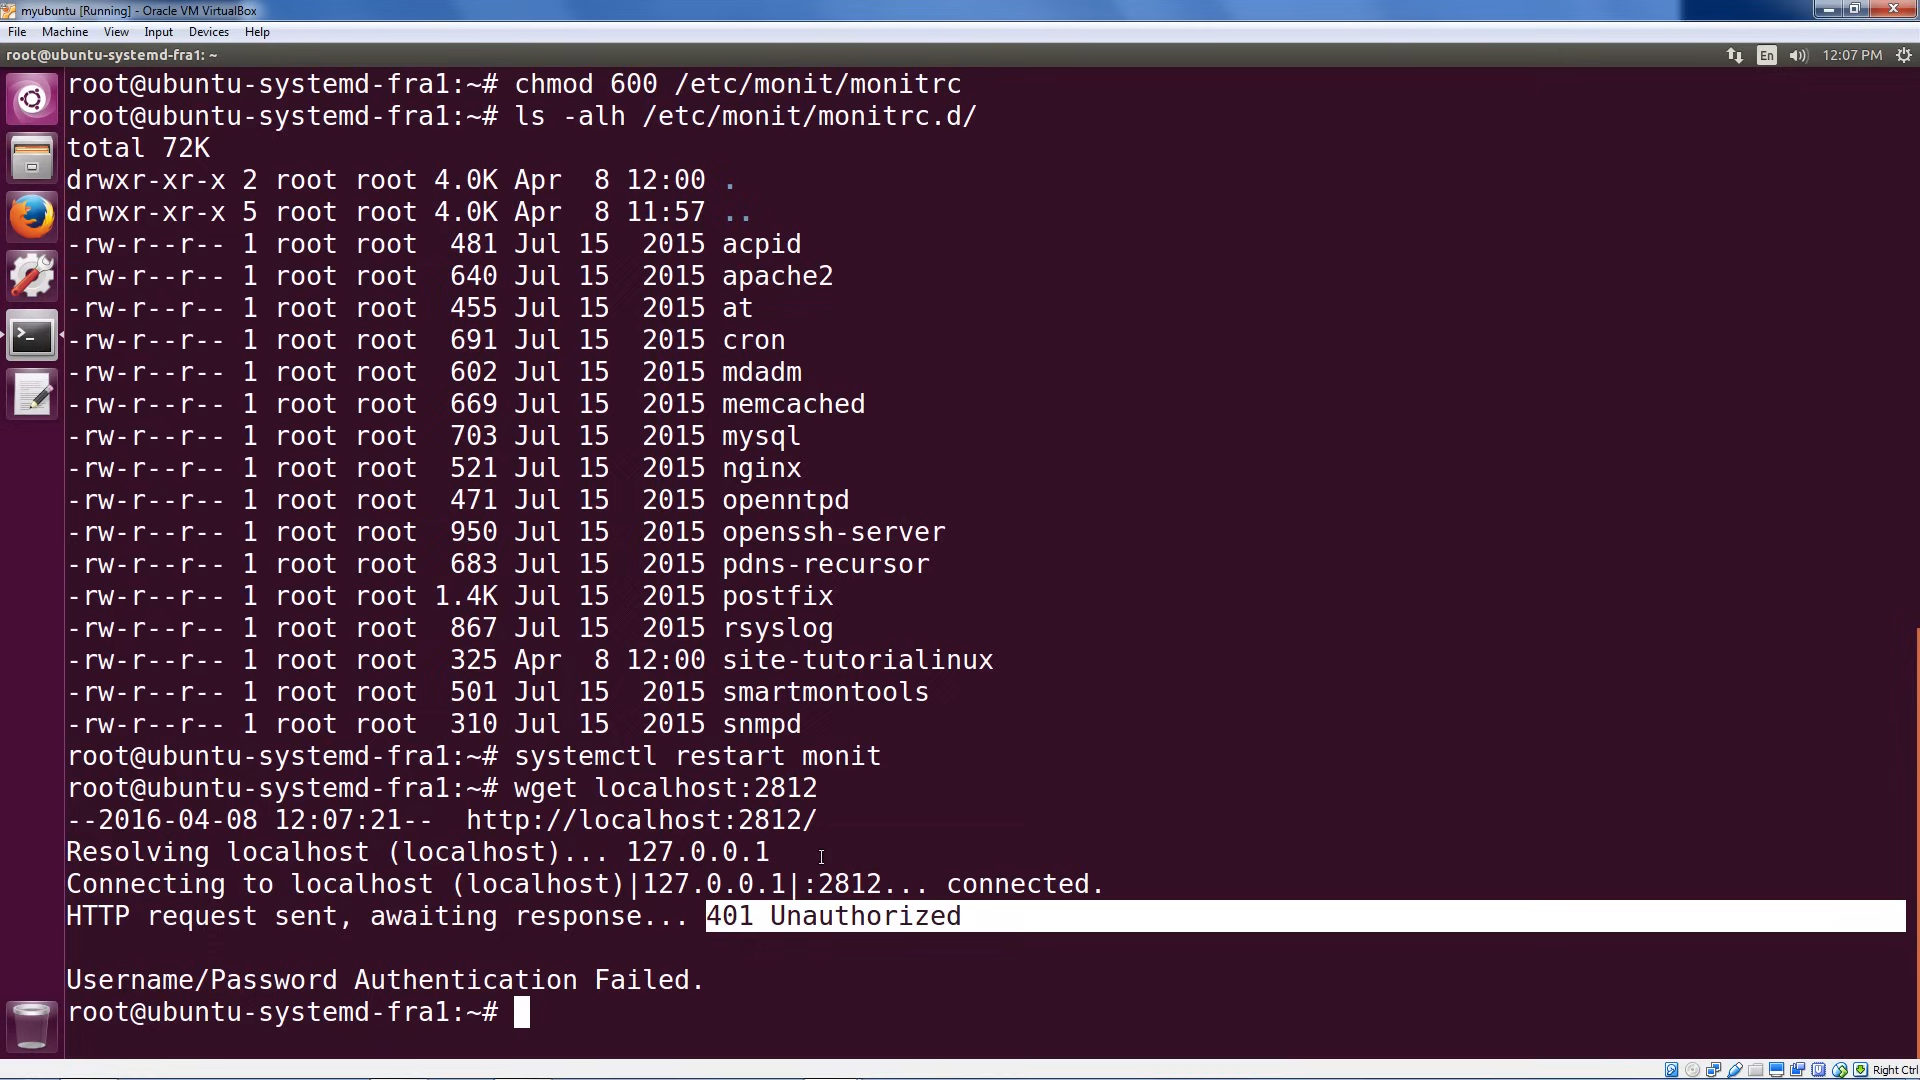 myubuntu [Running] - Oracle VM VirtualBox
File Machine View Input Devices Help
root@ubuntu-systemd-fra1: ~ En 12:07 PM
root@ubuntu-systemd-fra1:~# chmod 600 /etc/monit/monitrc
root@ubuntu-systemd-fra1:~# ls -alh /etc/monit/monitrc.d/
total 72K
drwxr-xr-x 2 root root 4.0K Apr  8 12:00 .
drwxr-xr-x 5 root root 4.0K Apr  8 11:57 ..
-rw-r--r-- 1 root root  481 Jul 15  2015 acpid
-rw-r--r-- 1 root root  640 Jul 15  2015 apache2
-rw-r--r-- 1 root root  455 Jul 15  2015 at
-rw-r--r-- 1 root root  691 Jul 15  2015 cron
-rw-r--r-- 1 root root  602 Jul 15  2015 mdadm
-rw-r--r-- 1 root root  669 Jul 15  2015 memcached
-rw-r--r-- 1 root root  703 Jul 15  2015 mysql
-rw-r--r-- 1 root root  521 Jul 15  2015 nginx
-rw-r--r-- 1 root root  471 Jul 15  2015 openntpd
-rw-r--r-- 1 root root  950 Jul 15  2015 openssh-server
-rw-r--r-- 1 root root  683 Jul 15  2015 pdns-recursor
-rw-r--r-- 1 root root 1.4K Jul 15  2015 postfix
-rw-r--r-- 1 root root  867 Jul 15  2015 rsyslog
-rw-r--r-- 1 root root  325 Apr  8 12:00 site-tutorialinux
-rw-r--r-- 1 root root  501 Jul 15  2015 smartmontools
-rw-r--r-- 1 root root  310 Jul 15  2015 snmpd
root@ubuntu-systemd-fra1:~# systemctl restart monit
root@ubuntu-systemd-fra1:~# wget localhost:2812
--2016-04-08 12:07:21--  http://localhost:2812/
Resolving localhost (localhost)... 127.0.0.1
Connecting to localhost (localhost)|127.0.0.1|:2812... connected.
HTTP request sent, awaiting response... 401 Unauthorized
Username/Password Authentication Failed.
root@ubuntu-systemd-fra1:~#
Right Ctrl